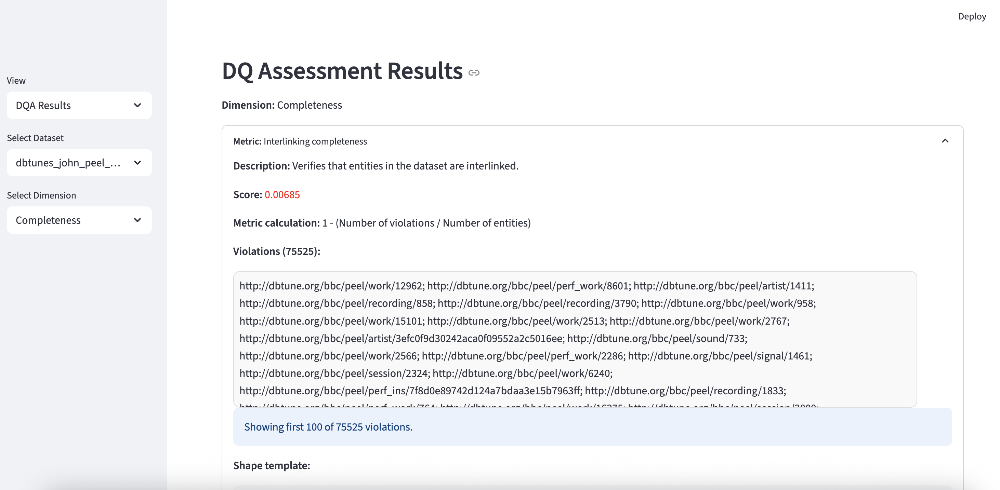 Deploy
View
DQA Results
Select Dataset
dbtunes_john_peel_...
Select Dimension
Completeness
DQ Assessment Results
Dimension: Completeness
Metric: Interlinking completeness
Description: Verifies that entities in the dataset are interlinked.
Score: 0.00685
Metric calculation: 1 - (Number of violations / Number of entities)
Violations (75525):
http://dbtune.org/bbc/peel/work/12962; http://dbtune.org/bbc/peel/perf_work/8601; http://dbtune.org/bbc/peel/artist/1411;
http://dbtune.org/bbc/peel/recording/858; http://dbtune.org/bbc/peel/recording/3790; http://dbtune.org/bbc/peel/work/958;
http://dbtune.org/bbc/peel/work/15101; http://dbtune.org/bbc/peel/work/2513; http://dbtune.org/bbc/peel/work/2767;
http://dbtune.org/bbc/peel/artist/3efc0f9d30242aca0f09552a2c5016ee; http://dbtune.org/bbc/peel/sound/733;
http://dbtune.org/bbc/peel/work/2566; http://dbtune.org/bbc/peel/perf_work/2286; http://dbtune.org/bbc/peel/signal/1461;
http://dbtune.org/bbc/peel/session/2324; http://dbtune.org/bbc/peel/work/6240;
http://dbtune.org/bbc/peel/perf_ins/7f8d0e89742d124a7bdaa3e15b7963ff; http://dbtune.org/bbc/peel/recording/1833;
Showing first 100 of 75525 violations.
Shape template: